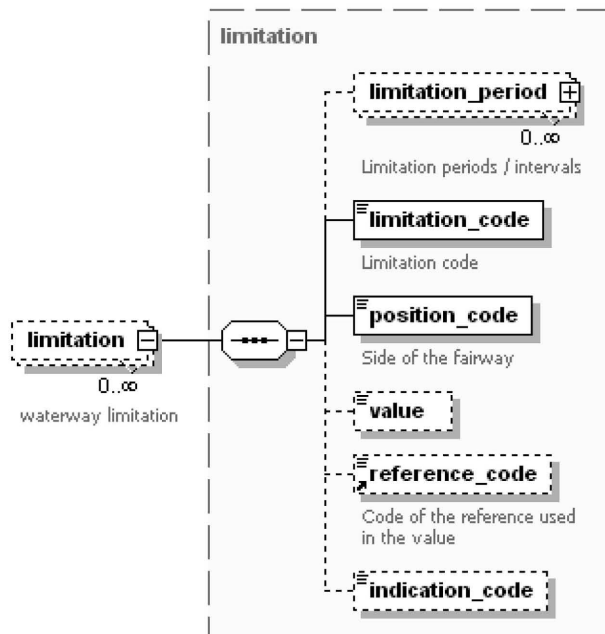 limitation
limitation_period
0..∞
Limitation periods / intervals
limitation_code
Limitation code
position_code
Side of the fairway
limitation
0..∞
waterway limitation
value
reference_code
Code of the reference used
in the value
indication_code